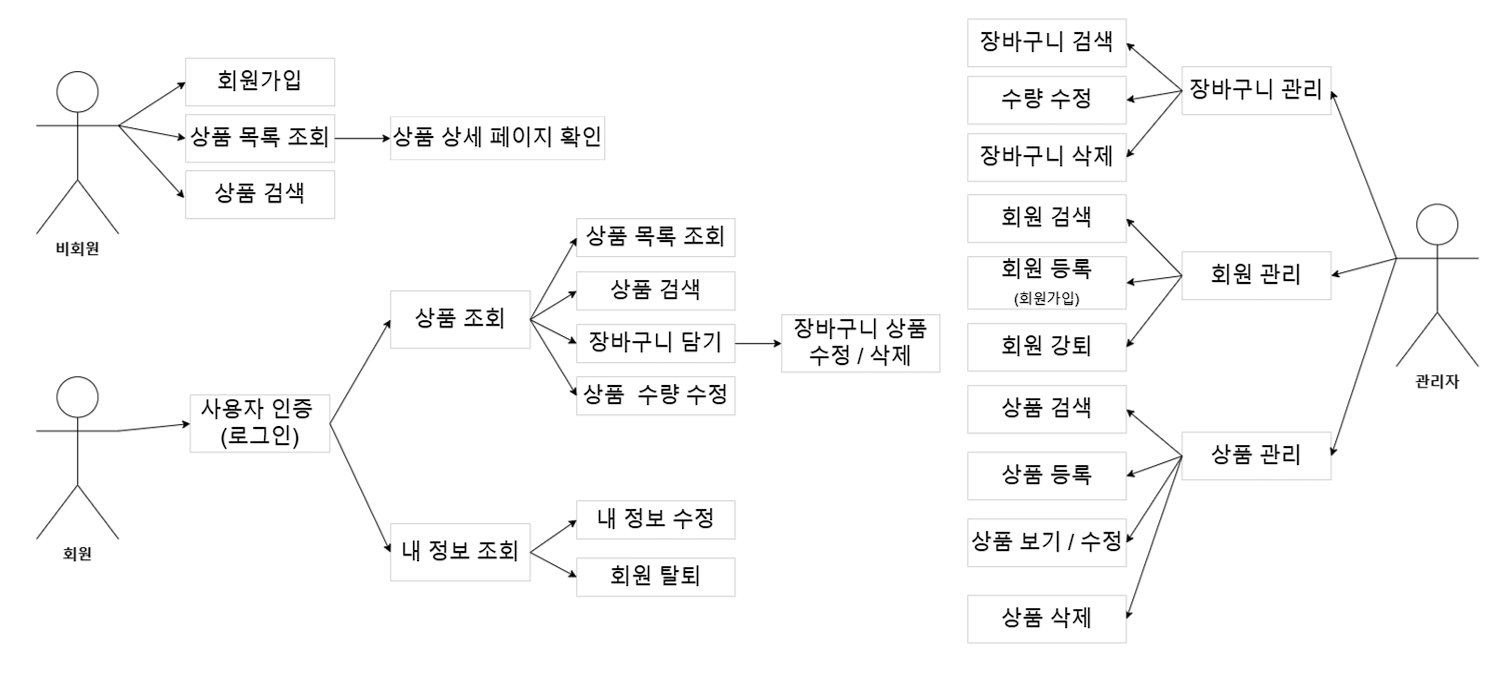 회원가입
상품 목록 조회
상품 상세 페이지 확인
상품 검색
비회원
상품 목록 조회
상품 검색
상품 조회
장바구니 담기
장바구니 상품
수정 / 삭제
상품 수량 수정
사용자 인증
(로그인)
내 정보 수정
내 정보 조회
회원 탈퇴
회원
장바구니 검색
장바구니 관리
수량 수정
장바구니 삭제
회원 검색
회원 등록
(회원가입)
회원 관리
회원 강퇴
관리자
상품 검색
상품 관리
상품 등록
상품 보기 / 수정
상품 삭제